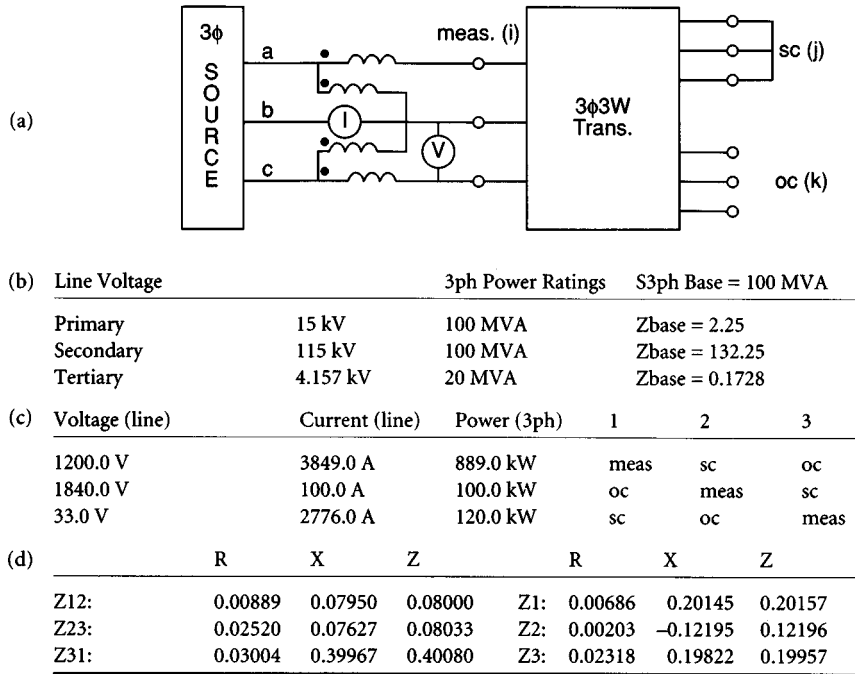 3ϕ
SOURCE
a
b
c
I
V
meas. (i)
3ϕ3W
Trans.
sc (j)
oc (k)
(a)
(b) Line Voltage 3ph Power Ratings S3ph Base = 100 MVA
Primary 15 kV 100 MVA Zbase = 2.25
Secondary 115 kV 100 MVA Zbase = 132.25
Tertiary 4.157 kV 20 MVA Zbase = 0.1728
(c) Voltage (line) Current (line) Power (3ph) 1 2 3
1200.0 V 3849.0 A 889.0 kW meas sc oc
1840.0 V 100.0 A 100.0 kW oc meas sc
33.0 V 2776.0 A 120.0 kW sc oc meas
(d) R X Z R X Z
Z12: 0.00889 0.07950 0.08000 Z1: 0.00686 0.20145 0.20157
Z23: 0.02520 0.07627 0.08033 Z2: 0.00203 −0.12195 0.12196
Z31: 0.03004 0.39967 0.40080 Z3: 0.02318 0.19822 0.19957